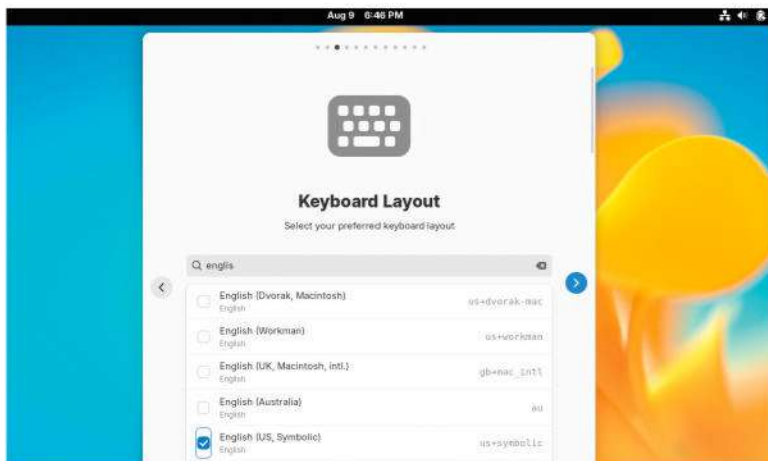 Aug 9 6:46 PM
Keyboard Layout
Select your preferred keyboard layout
englis
English (Dvorak, Macintosh)
us+dvorak-mac
English
English (Workman)
us+workman
English
English (UK, Macintosh, intl.)
gb+mac_intl
English
English (Australia)
au
English
English (US, Symbolic)
us+symbolic
English